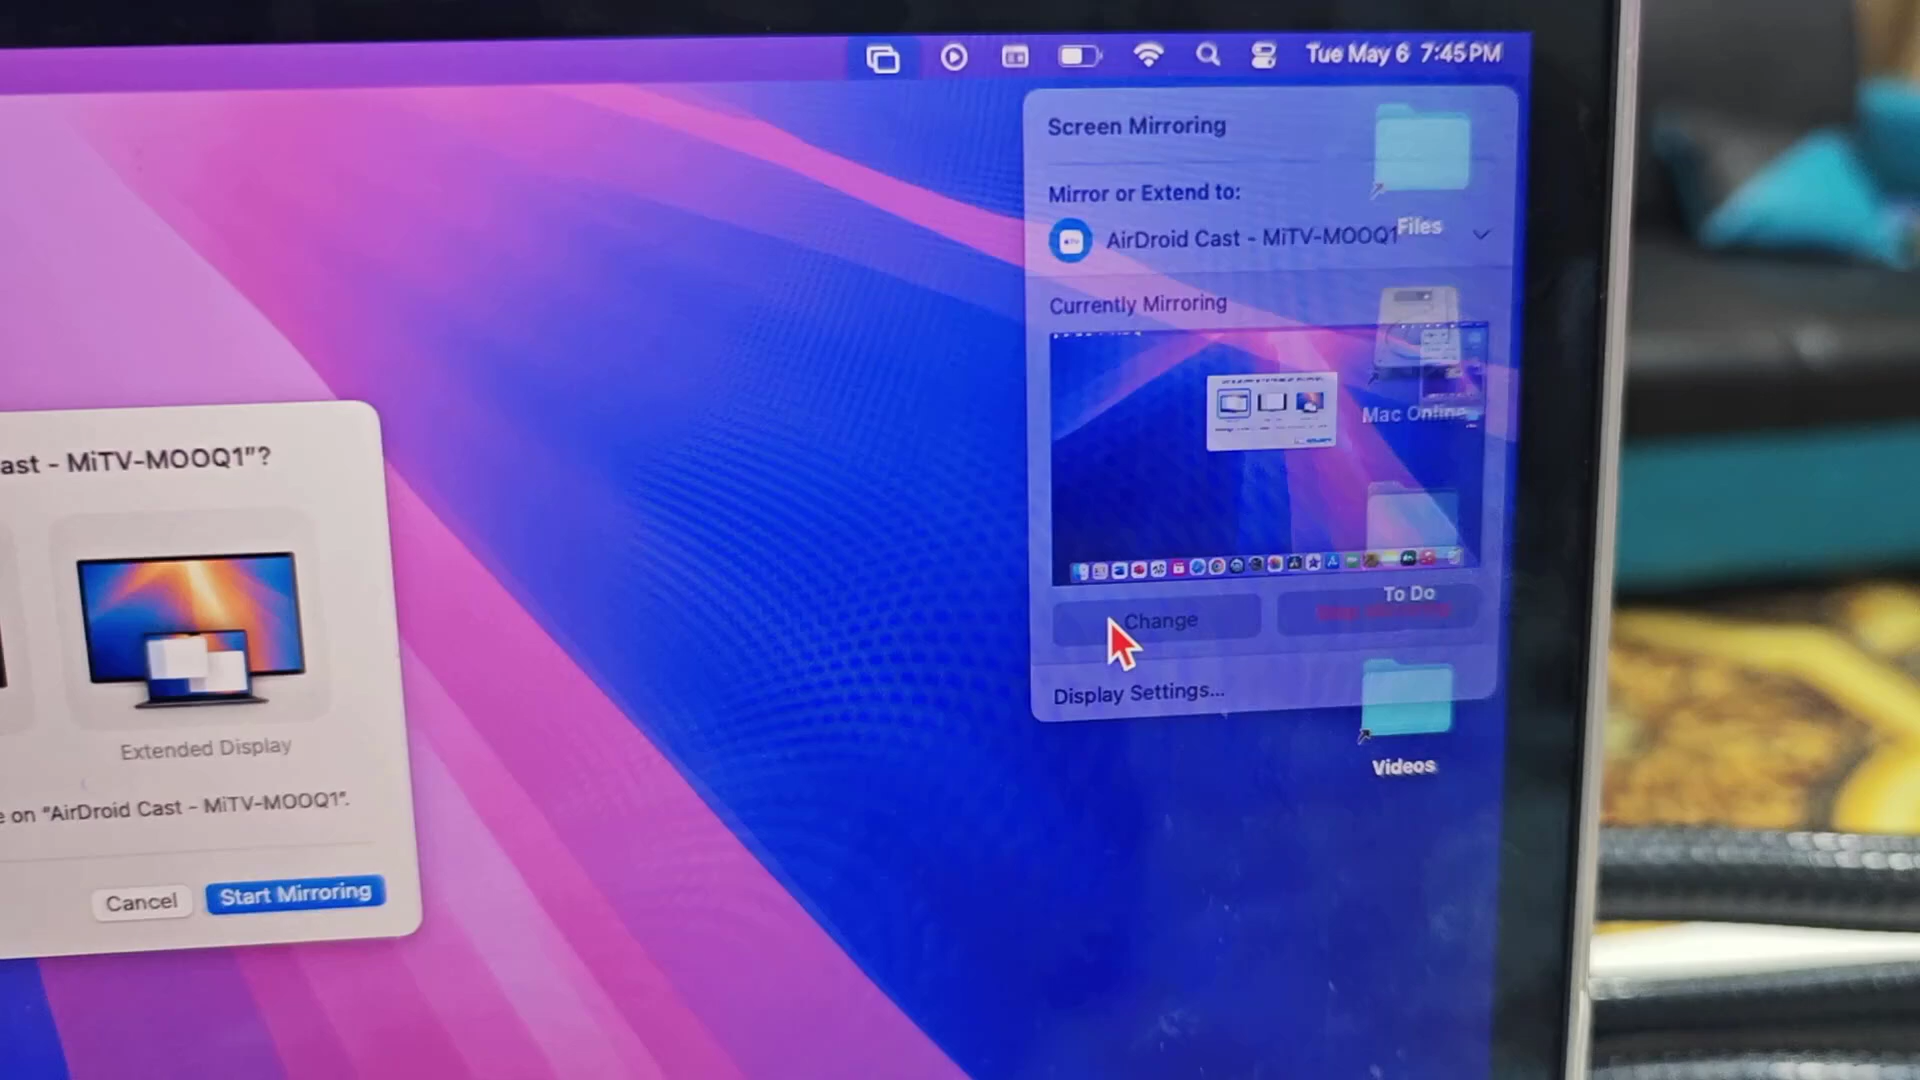 Tue May 6 7:45 PM
Screen Mirroring
Mirror or Extend to:
AirDroid Cast - MiTV-MOOQ1
Files
Currently Mirroring
Mac Online
Change
To Do
Display Settings...
Videos
ast - MiTV-MOOQ1"?
Extended Display
e on "AirDroid Cast - MiTV-MOOQ1".
Cancel
Start Mirroring